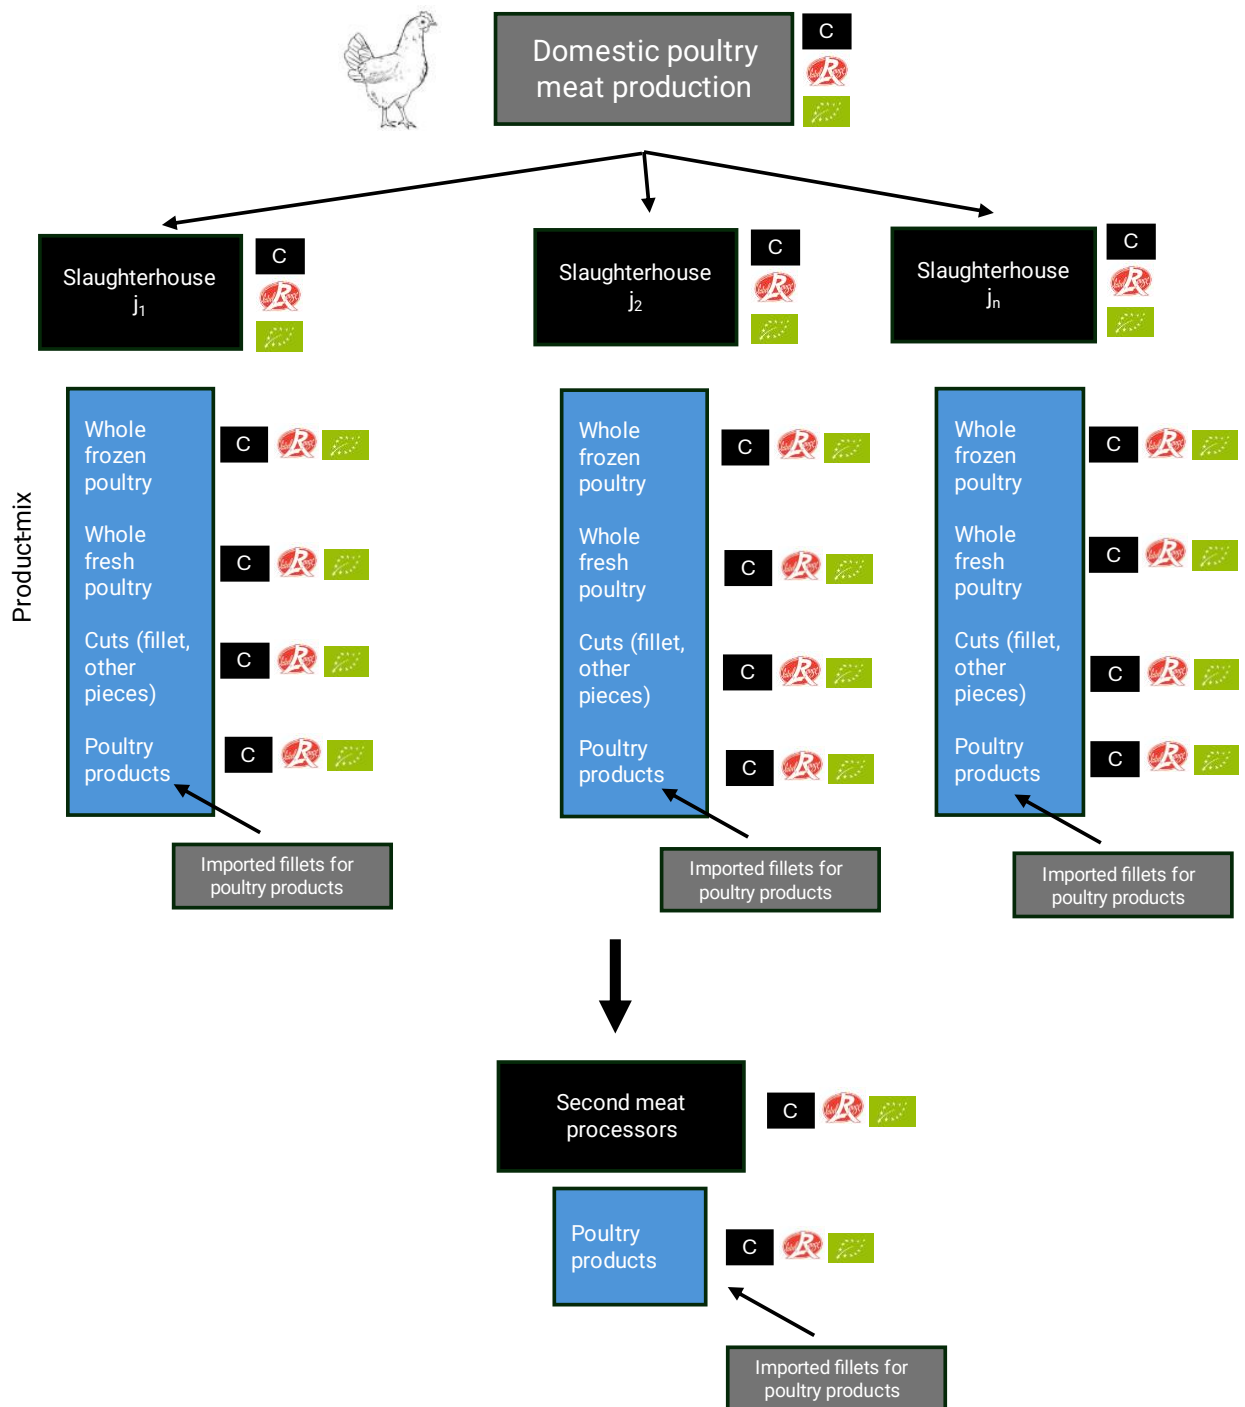 Domestic poultry
meat production
C
Slaughterhouse
j1
C
Slaughterhouse
j2
C
Slaughterhouse
jn
C
Product-mix
Whole
frozen
poultry
C
Whole
fresh
poultry
C
Cuts (fillet,
other
pieces)
C
Poultry
products
C
Imported fillets for
poultry products
Whole
frozen
poultry
C
Whole
fresh
poultry
C
Cuts (fillet,
other
pieces)
C
Poultry
products
C
Imported fillets for
poultry products
Whole
frozen
poultry
C
Whole
fresh
poultry
C
Cuts (fillet,
other
pieces)
C
Poultry
products
C
Imported fillets for
poultry products
Second meat
processors
C
Poultry
products
C
Imported fillets for
poultry products